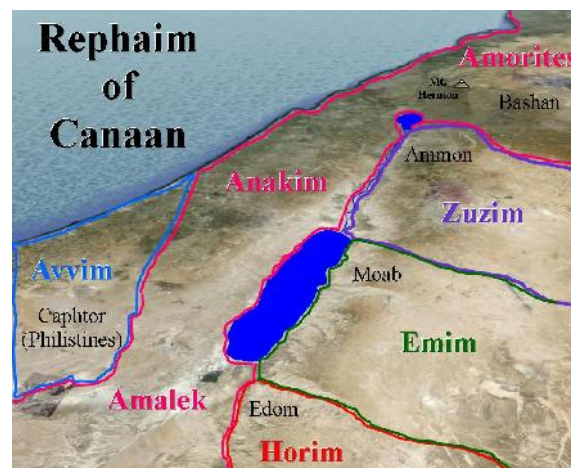 Rephaim
of
Canaan
Amorites
Mt.
Hermon
Bashan
Ammon
Anakim
Zuzim
Avvim
Moab
Caphtor
(Philistines)
Emim
Amalek
Edom
Horim